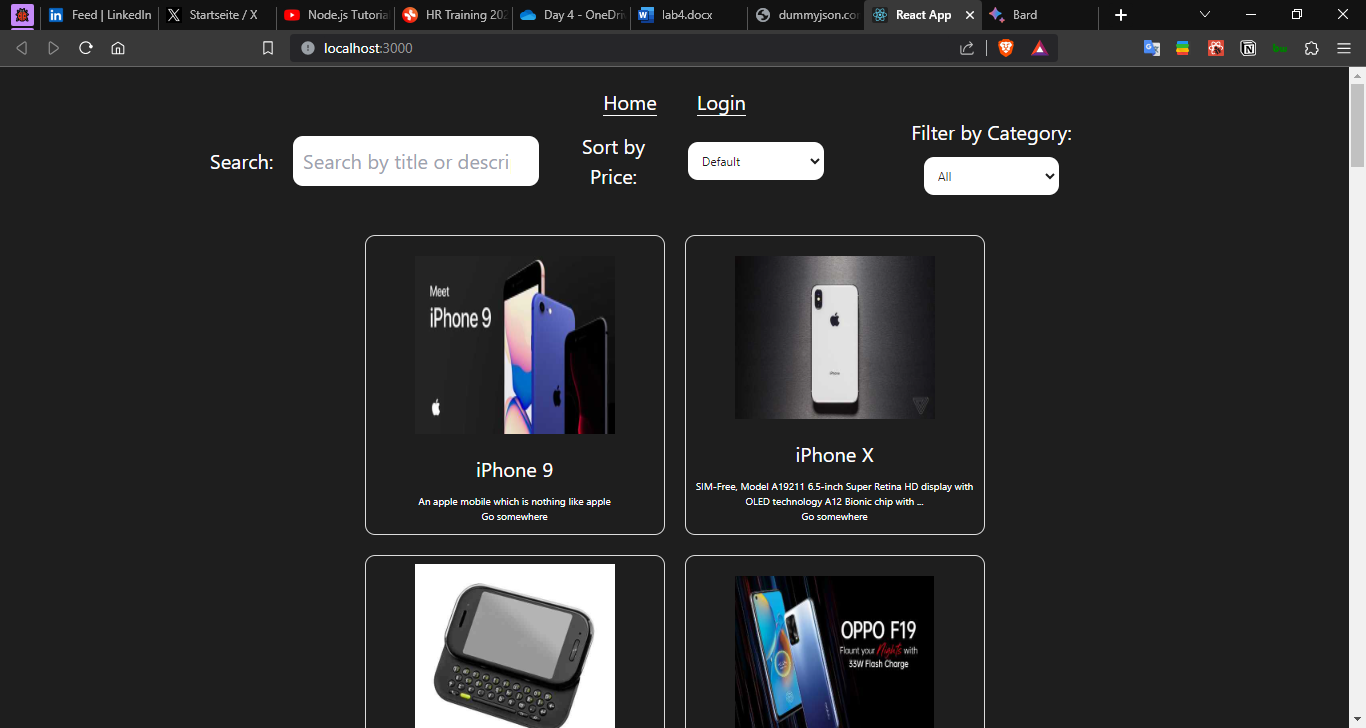 Feed | LinkedIn
Startseite / X
Node.js Tutoria
HR Training 202
Day 4 - OneDri
lab4.docx
dummyjson.co
React App
Bard
localhost:3000
Home Login
Search:
Search by title or descri
Sort by
Price:
Default
Filter by Category:
All
Meet
iPhone 9
iPhone 9
An apple mobile which is nothing like apple
Go somewhere
iPhone X
SIM-Free, Model A19211 6.5-inch Super Retina HD display with
OLED technology A12 Bionic chip with ...
Go somewhere
OPPO F19
Flaunt your Nights with
33W Flash Charge